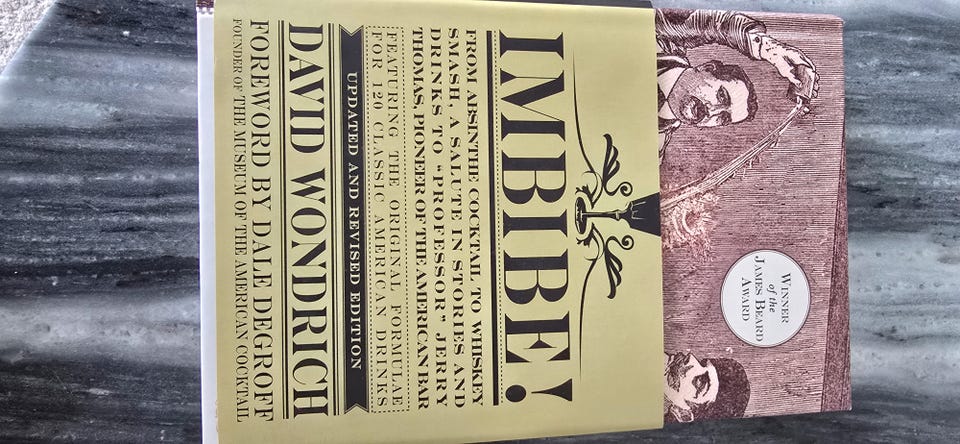 WINNER
of the
JAMES BEARD
AWARD
IMBIBE!
FROM ABSINTHE COCKTAIL TO WHISKEY
SMASH, A SALUTE IN STORIES AND
DRINKS TO "PROFESSOR" JERRY
THOMAS, PIONEER OF THE AMERICAN BAR
FEATURING THE ORIGINAL FORMULAE
FOR 120 CLASSIC AMERICAN DRINKS
UPDATED AND REVISED EDITION
DAVID WONDRICH
FOREWORD BY DALE DEGROFF
FOUNDER OF THE MUSEUM OF THE AMERICAN COCKTAIL